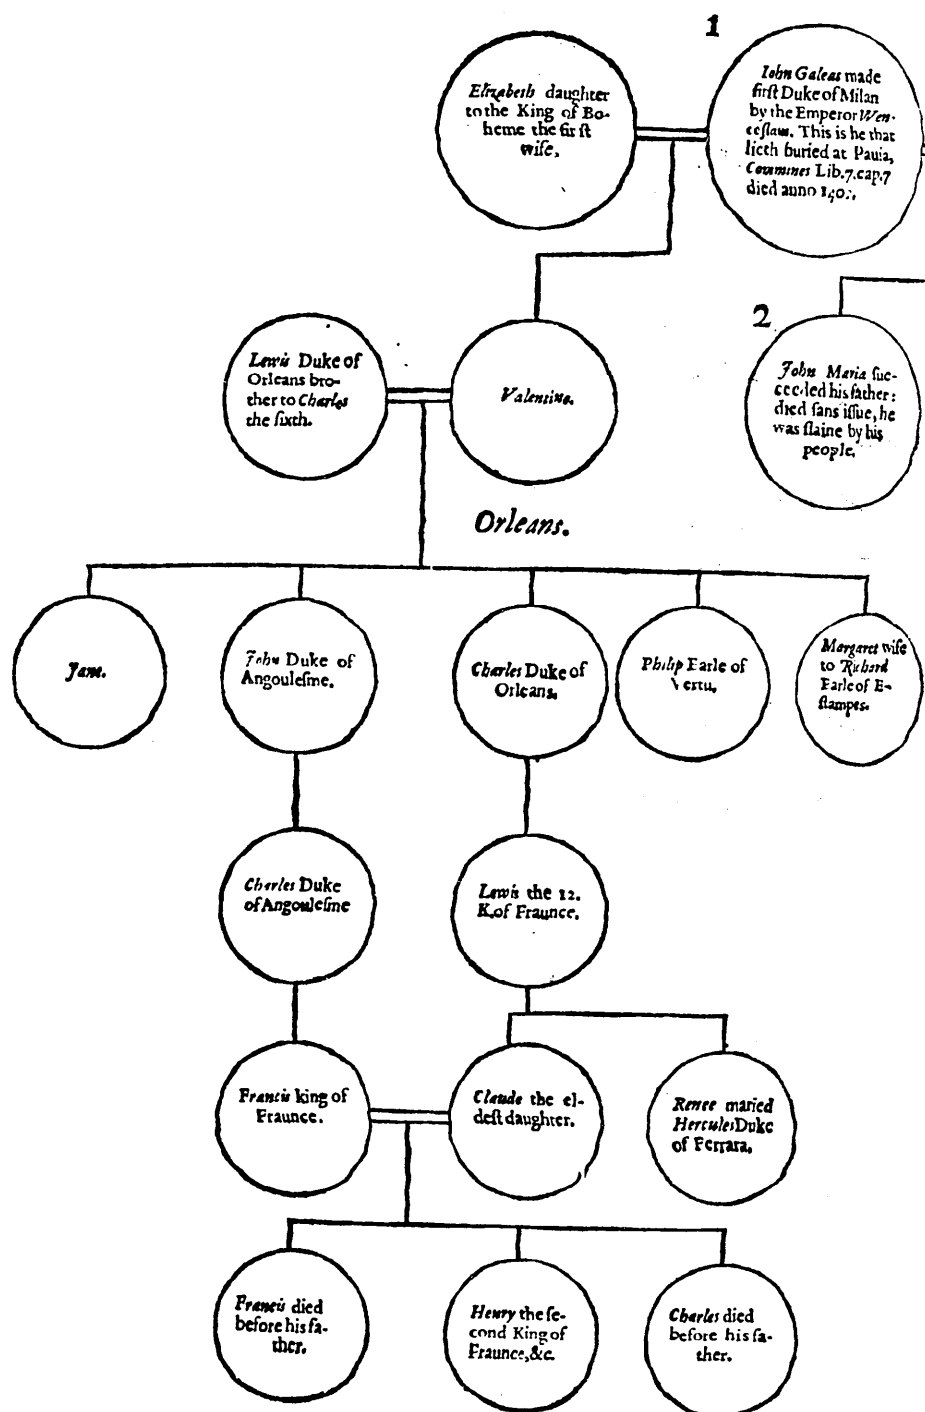 1
Elizabeth daughter
to the King of Bo-
heme the first
wife.
Iohn Galeas made
first Duke of Milan
by the Emperor Wen-
ceslaus. This is he that
lieth buried at Pauia,
Commines Lib.7.cap.7
died anno
2
Iohn Maria suc-
ceeded his father:
died sans issue, he
was slaine by his
people.
Lewis Duke of
Orleans bro-
ther to Charles
the sixth.
Valentine.
Orleans.
Jane.
John Duke of
Angoulesme.
Charles Duke of
Orleans.
Philip Earle of
Vertu.
Margaret wife
to Richard
Earle of E-
stampes.
Charles Duke
of Angoulesme
Lewis the 12.
K.of Fraunce.
Francis king of
Fraunce.
Claude the el-
dest daughter.
Renee maried
Hercules Duke
of Ferrara.
Francis died
before his fa-
ther.
Henry the se-
cond King of
Fraunce,&c.
Charles died
before his fa-
ther.